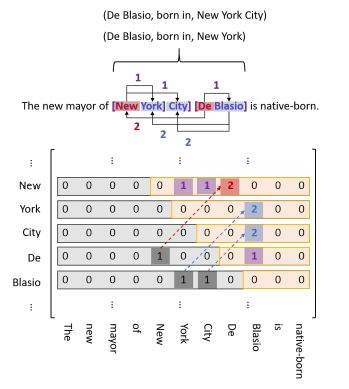 (De Blasio, born in, New York City)
(De Blasio, born in, New York)
1 1 1
The new mayor of [New York] City] [De Blasio] is native-born.
2 2
2
... ... ... ...
New 0 0 0 0 0 1 1 2 0 0 0
York 0 0 0 0 0 0 0 0 2 0 0
City 0 0 0 0 0 0 0 0 2 0 0
De 0 0 0 0 1 0 0 0 1 0 0
Blasio 0 0 0 0 0 1 1 0 0 0 0
... ... ... ...
The
new
mayor
of
New
York
City
De
Blasio
is
native-born